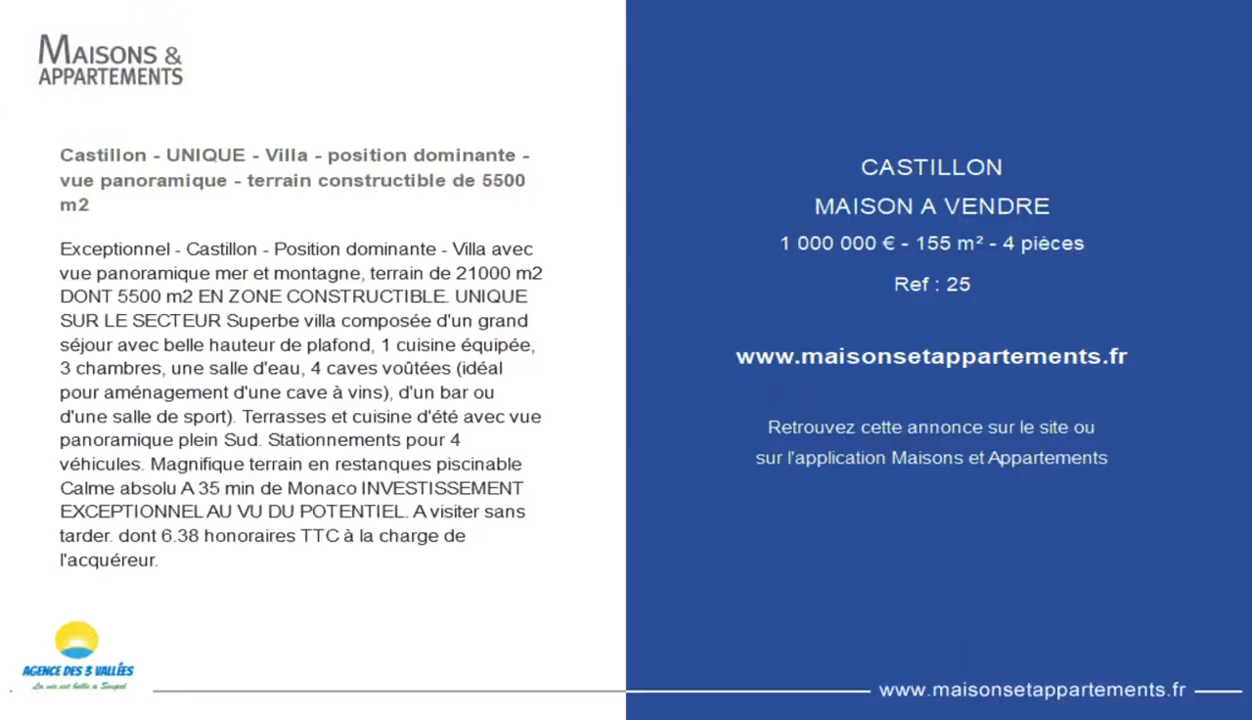 MAISONS &
APPARTEMENTS
Castillon - UNIQUE - Villa - position dominante -
vue panoramique - terrain constructible de 5500
m2
Exceptionnel - Castillon - Position dominante - Villa avec
vue panoramique mer et montagne, terrain de 21000 m2
DONT 5500 m2 EN ZONE CONSTRUCTIBLE. UNIQUE
SUR LE SECTEUR Superbe villa composée d'un grand
séjour avec belle hauteur de plafond, 1 cuisine équipée,
3 chambres, une salle d'eau, 4 caves voûtées (idéal
pour aménagement d'une cave à vins), d'un bar ou
d'une salle de sport). Terrasses et cuisine d'été avec vue
panoramique plein Sud. Stationnements pour 4
véhicules. Magnifique terrain en restanques piscinable
Calme absolu A 35 min de Monaco INVESTISSEMENT
EXCEPTIONNEL AU VU DU POTENTIEL. A visiter sans
tarder. dont 6.38 honoraires TTC à la charge de
l'acquéreur.
AGENCE DES 3 VALLÉES
La vie est belle à Sospel
CASTILLON
MAISON A VENDRE
1 000 000 € - 155 m² - 4 pièces
Ref : 25
www.maisonsetappartements.fr
Retrouvez cette annonce sur le site ou
sur l'application Maisons et Appartements
www.maisonsetappartements.fr